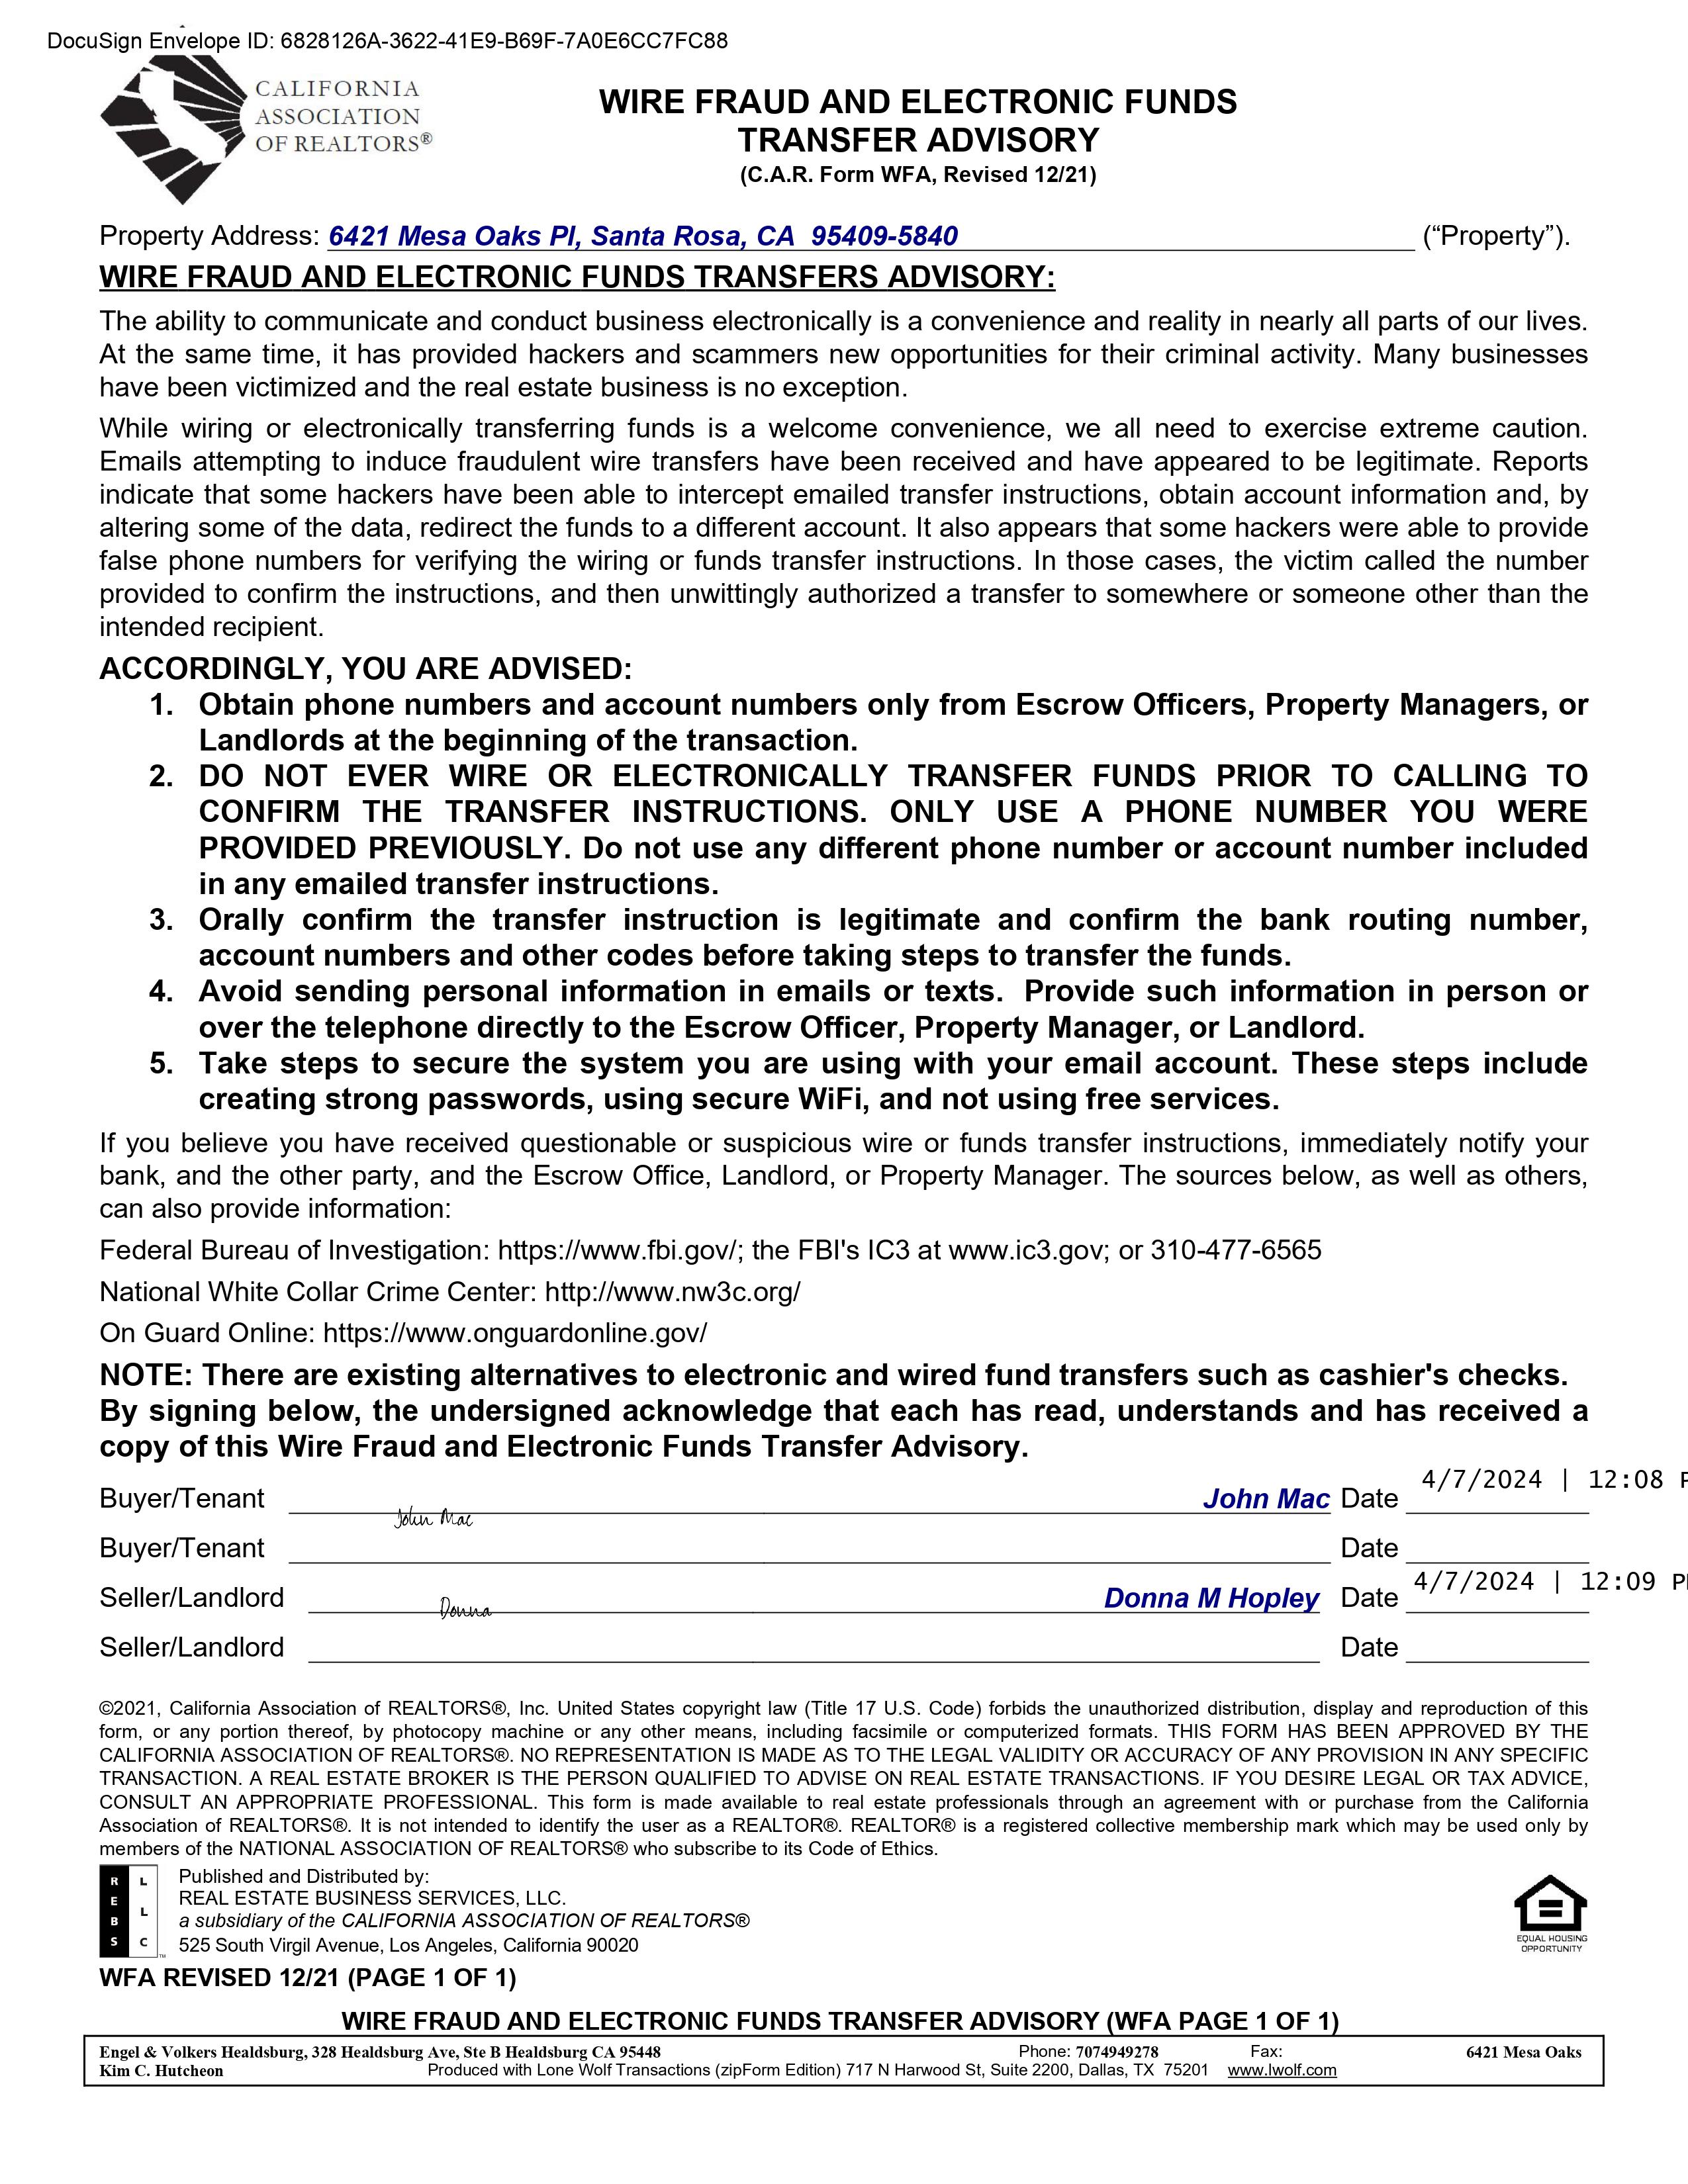 DocuSign Envelope ID: 6828126A-3622-41E9-B69F-7A0E6CC7FC88
CALIFORNIA
ASSOCIATION
OF REALTORS®
WIRE FRAUD AND ELECTRONIC FUNDS
TRANSFER ADVISORY
(C.A.R. Form WFA, Revised 12/21)
Property Address: 6421 Mesa Oaks Pl, Santa Rosa, CA 95409-5840 (“Property”).
WIRE FRAUD AND ELECTRONIC FUNDS TRANSFERS ADVISORY:
The ability to communicate and conduct business electronically is a convenience and reality in nearly all parts of our lives.
At the same time, it has provided hackers and scammers new opportunities for their criminal activity. Many businesses
have been victimized and the real estate business is no exception.
While wiring or electronically transferring funds is a welcome convenience, we all need to exercise extreme caution.
Emails attempting to induce fraudulent wire transfers have been received and have appeared to be legitimate. Reports
indicate that some hackers have been able to intercept emailed transfer instructions, obtain account information and, by
altering some of the data, redirect the funds to a different account. It also appears that some hackers were able to provide
false phone numbers for verifying the wiring or funds transfer instructions. In those cases, the victim called the number
provided to confirm the instructions, and then unwittingly authorized a transfer to somewhere or someone other than the
intended recipient.
ACCORDINGLY, YOU ARE ADVISED:
1. Obtain phone numbers and account numbers only from Escrow Officers, Property Managers, or
Landlords at the beginning of the transaction.
2. DO NOT EVER WIRE OR ELECTRONICALLY TRANSFER FUNDS PRIOR TO CALLING TO
CONFIRM THE TRANSFER INSTRUCTIONS. ONLY USE A PHONE NUMBER YOU WERE
PROVIDED PREVIOUSLY. Do not use any different phone number or account number included
in any emailed transfer instructions.
3. Orally confirm the transfer instruction is legitimate and confirm the bank routing number,
account numbers and other codes before taking steps to transfer the funds.
4. Avoid sending personal information in emails or texts. Provide such information in person or
over the telephone directly to the Escrow Officer, Property Manager, or Landlord.
5. Take steps to secure the system you are using with your email account. These steps include
creating strong passwords, using secure WiFi, and not using free services.
If you believe you have received questionable or suspicious wire or funds transfer instructions, immediately notify your
bank, and the other party, and the Escrow Office, Landlord, or Property Manager. The sources below, as well as others,
can also provide information:
Federal Bureau of Investigation: https://www.fbi.gov/; the FBI's IC3 at www.ic3.gov; or 310-477-6565
National White Collar Crime Center: http://www.nw3c.org/
On Guard Online: https://www.onguardonline.gov/
NOTE: There are existing alternatives to electronic and wired fund transfers such as cashier's checks.
By signing below, the undersigned acknowledge that each has read, understands and has received a
copy of this Wire Fraud and Electronic Funds Transfer Advisory.
Buyer/Tenant John Mac John Mac Date 4/7/2024 | 12:08 P
Buyer/Tenant Date
Seller/Landlord Donna Donna M Hopley Date 4/7/2024 | 12:09 P
Seller/Landlord Date
©2021, California Association of REALTORS®, Inc. United States copyright law (Title 17 U.S. Code) forbids the unauthorized distribution, display and reproduction of this
form, or any portion thereof, by photocopy machine or any other means, including facsimile or computerized formats. THIS FORM HAS BEEN APPROVED BY THE
CALIFORNIA ASSOCIATION OF REALTORS®. NO REPRESENTATION IS MADE AS TO THE LEGAL VALIDITY OR ACCURACY OF ANY PROVISION IN ANY SPECIFIC
TRANSACTION. A REAL ESTATE BROKER IS THE PERSON QUALIFIED TO ADVISE ON REAL ESTATE TRANSACTIONS. IF YOU DESIRE LEGAL OR TAX ADVICE,
CONSULT AN APPROPRIATE PROFESSIONAL. This form is made available to real estate professionals through an agreement with or purchase from the California
Association of REALTORS®. It is not intended to identify the user as a REALTOR®. REALTOR® is a registered collective membership mark which may be used only by
members of the NATIONAL ASSOCIATION OF REALTORS® who subscribe to its Code of Ethics.
REBS LLC™
Published and Distributed by:
REAL ESTATE BUSINESS SERVICES, LLC.
a subsidiary of the CALIFORNIA ASSOCIATION OF REALTORS®
525 South Virgil Avenue, Los Angeles, California 90020
EQUAL HOUSING
OPPORTUNITY
WFA REVISED 12/21 (PAGE 1 OF 1)
WIRE FRAUD AND ELECTRONIC FUNDS TRANSFER ADVISORY (WFA PAGE 1 OF 1)
Engel & Volkers Healdsburg, 328 Healdsburg Ave, Ste B Healdsburg CA 95448 Phone: 7074949278 Fax: 6421 Mesa Oaks
Kim C. Hutcheon Produced with Lone Wolf Transactions (zipForm Edition) 717 N Harwood St, Suite 2200, Dallas, TX 75201 www.lwolf.com